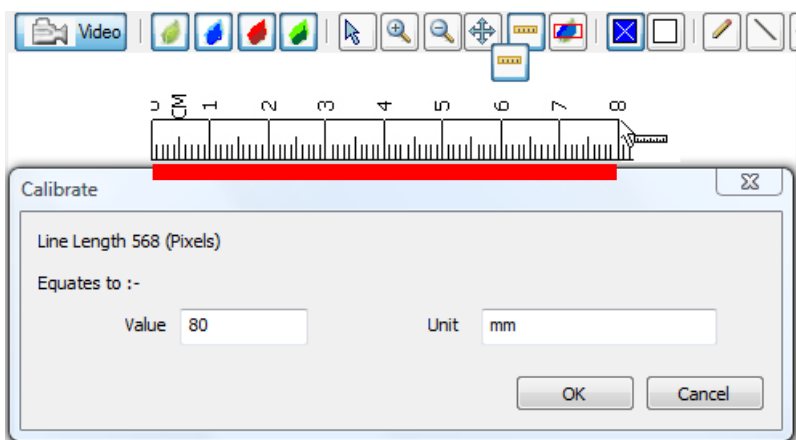 Video
0 CM 1 2 3 4 5 6 7 8
Calibrate
Line Length 568 (Pixels)
Equates to :-
Value 80 Unit mm
OK Cancel